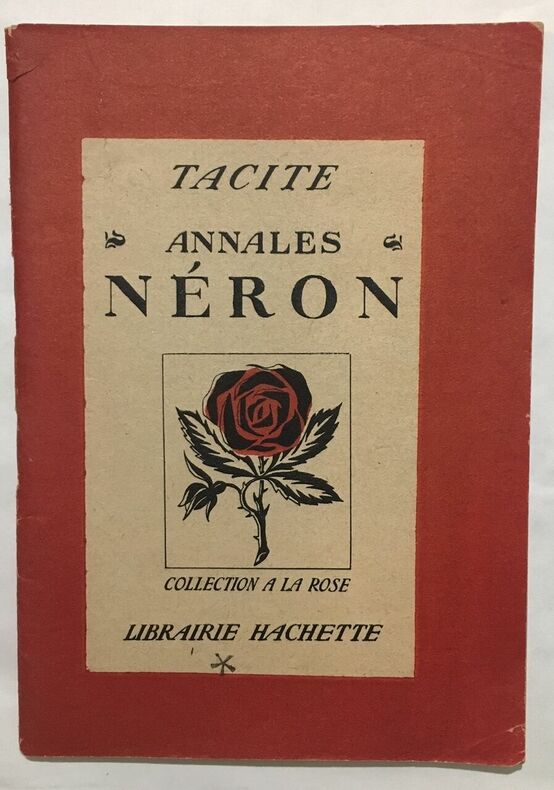 TACITE
ANNALES
NÉRON
COLLECTION A LA ROSE
LIBRAIRIE HACHETTE